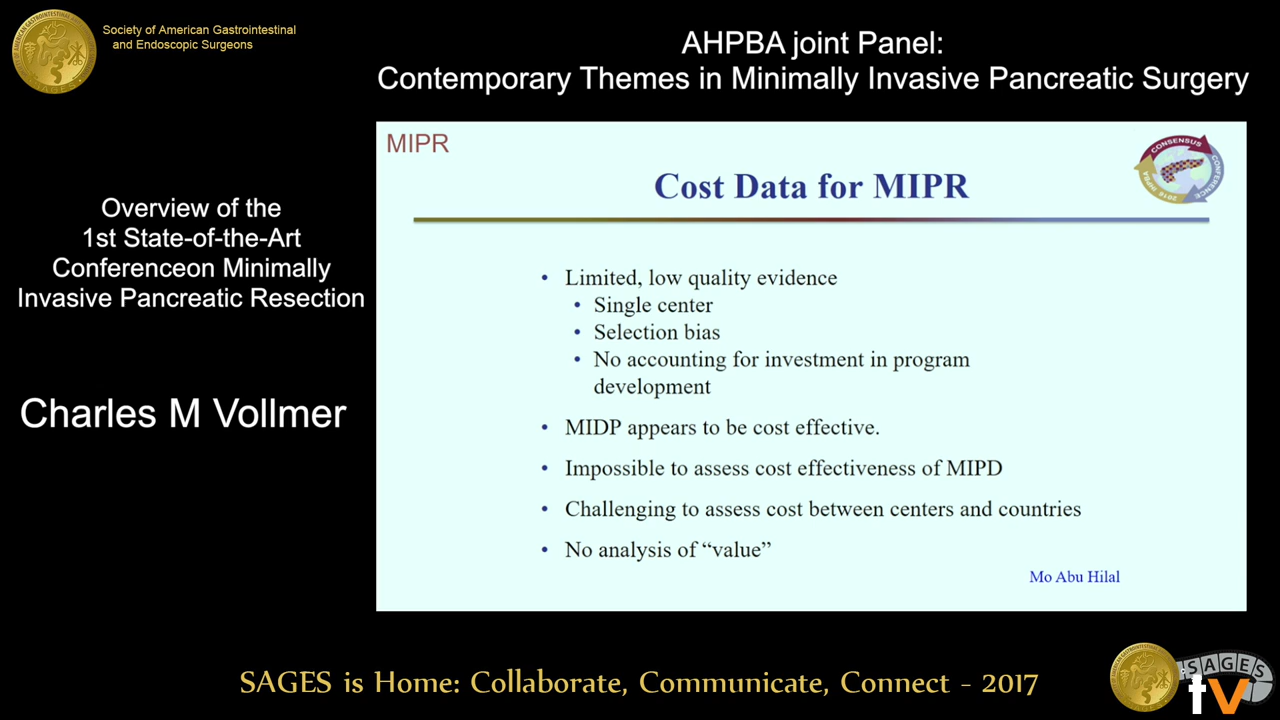 Society of American Gastrointestinal
and Endoscopic Surgeons
AHPBA joint Panel:
Contemporary Themes in Minimally Invasive Pancreatic Surgery
Overview of the
1st State-of-the-Art
Conferenceon Minimally
Invasive Pancreatic Resection
Charles M Vollmer
MIPR
CONSENSUS
CONFERENCE
Cost Data for MIPR
• Limited, low quality evidence
• Single center
• Selection bias
• No accounting for investment in program
development
• MIDP appears to be cost effective.
• Impossible to assess cost effectiveness of MIPD
• Challenging to assess cost between centers and countries
• No analysis of “value”
Mo Abu Hilal
SAGES is Home: Collaborate, Communicate, Connect - 2017
SAGES
tv